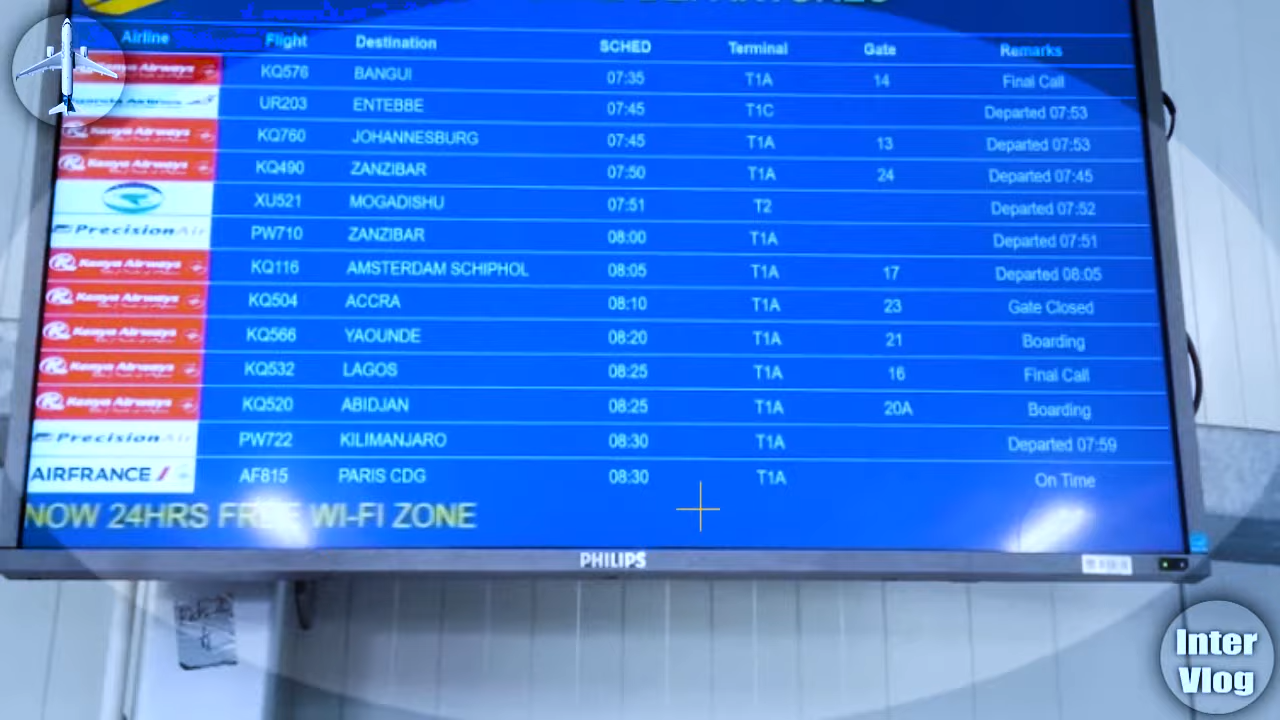 DEPARTURES
Airline Flight Destination SCHED Terminal Gate Remarks
Kenya Airways KQ576 BANGUI 07:35 T1A 14 Final Call
Uganda Airlines UR203 ENTEBBE 07:45 T1C Departed 07:53
Kenya Airways KQ760 JOHANNESBURG 07:45 T1A 13 Departed 07:53
Kenya Airways KQ490 ZANZIBAR 07:50 T1A 24 Departed 07:45
XU521 MOGADISHU 07:51 T2 Departed 07:52
PrecisionAir PW710 ZANZIBAR 08:00 T1A Departed 07:51
Kenya Airways KQ116 AMSTERDAM SCHIPHOL 08:05 T1A 17 Departed 08:05
Kenya Airways KQ504 ACCRA 08:10 T1A 23 Gate Closed
Kenya Airways KQ566 YAOUNDE 08:20 T1A 21 Boarding
Kenya Airways KQ532 LAGOS 08:25 T1A 16 Final Call
Kenya Airways KQ520 ABIDJAN 08:25 T1A 20A Boarding
PrecisionAir PW722 KILIMANJARO 08:30 T1A Departed 07:59
AIRFRANCE AF815 PARIS CDG 08:30 T1A On Time
NOW 24HRS FREE WI-FI ZONE
PHILIPS
Inter
Vlog